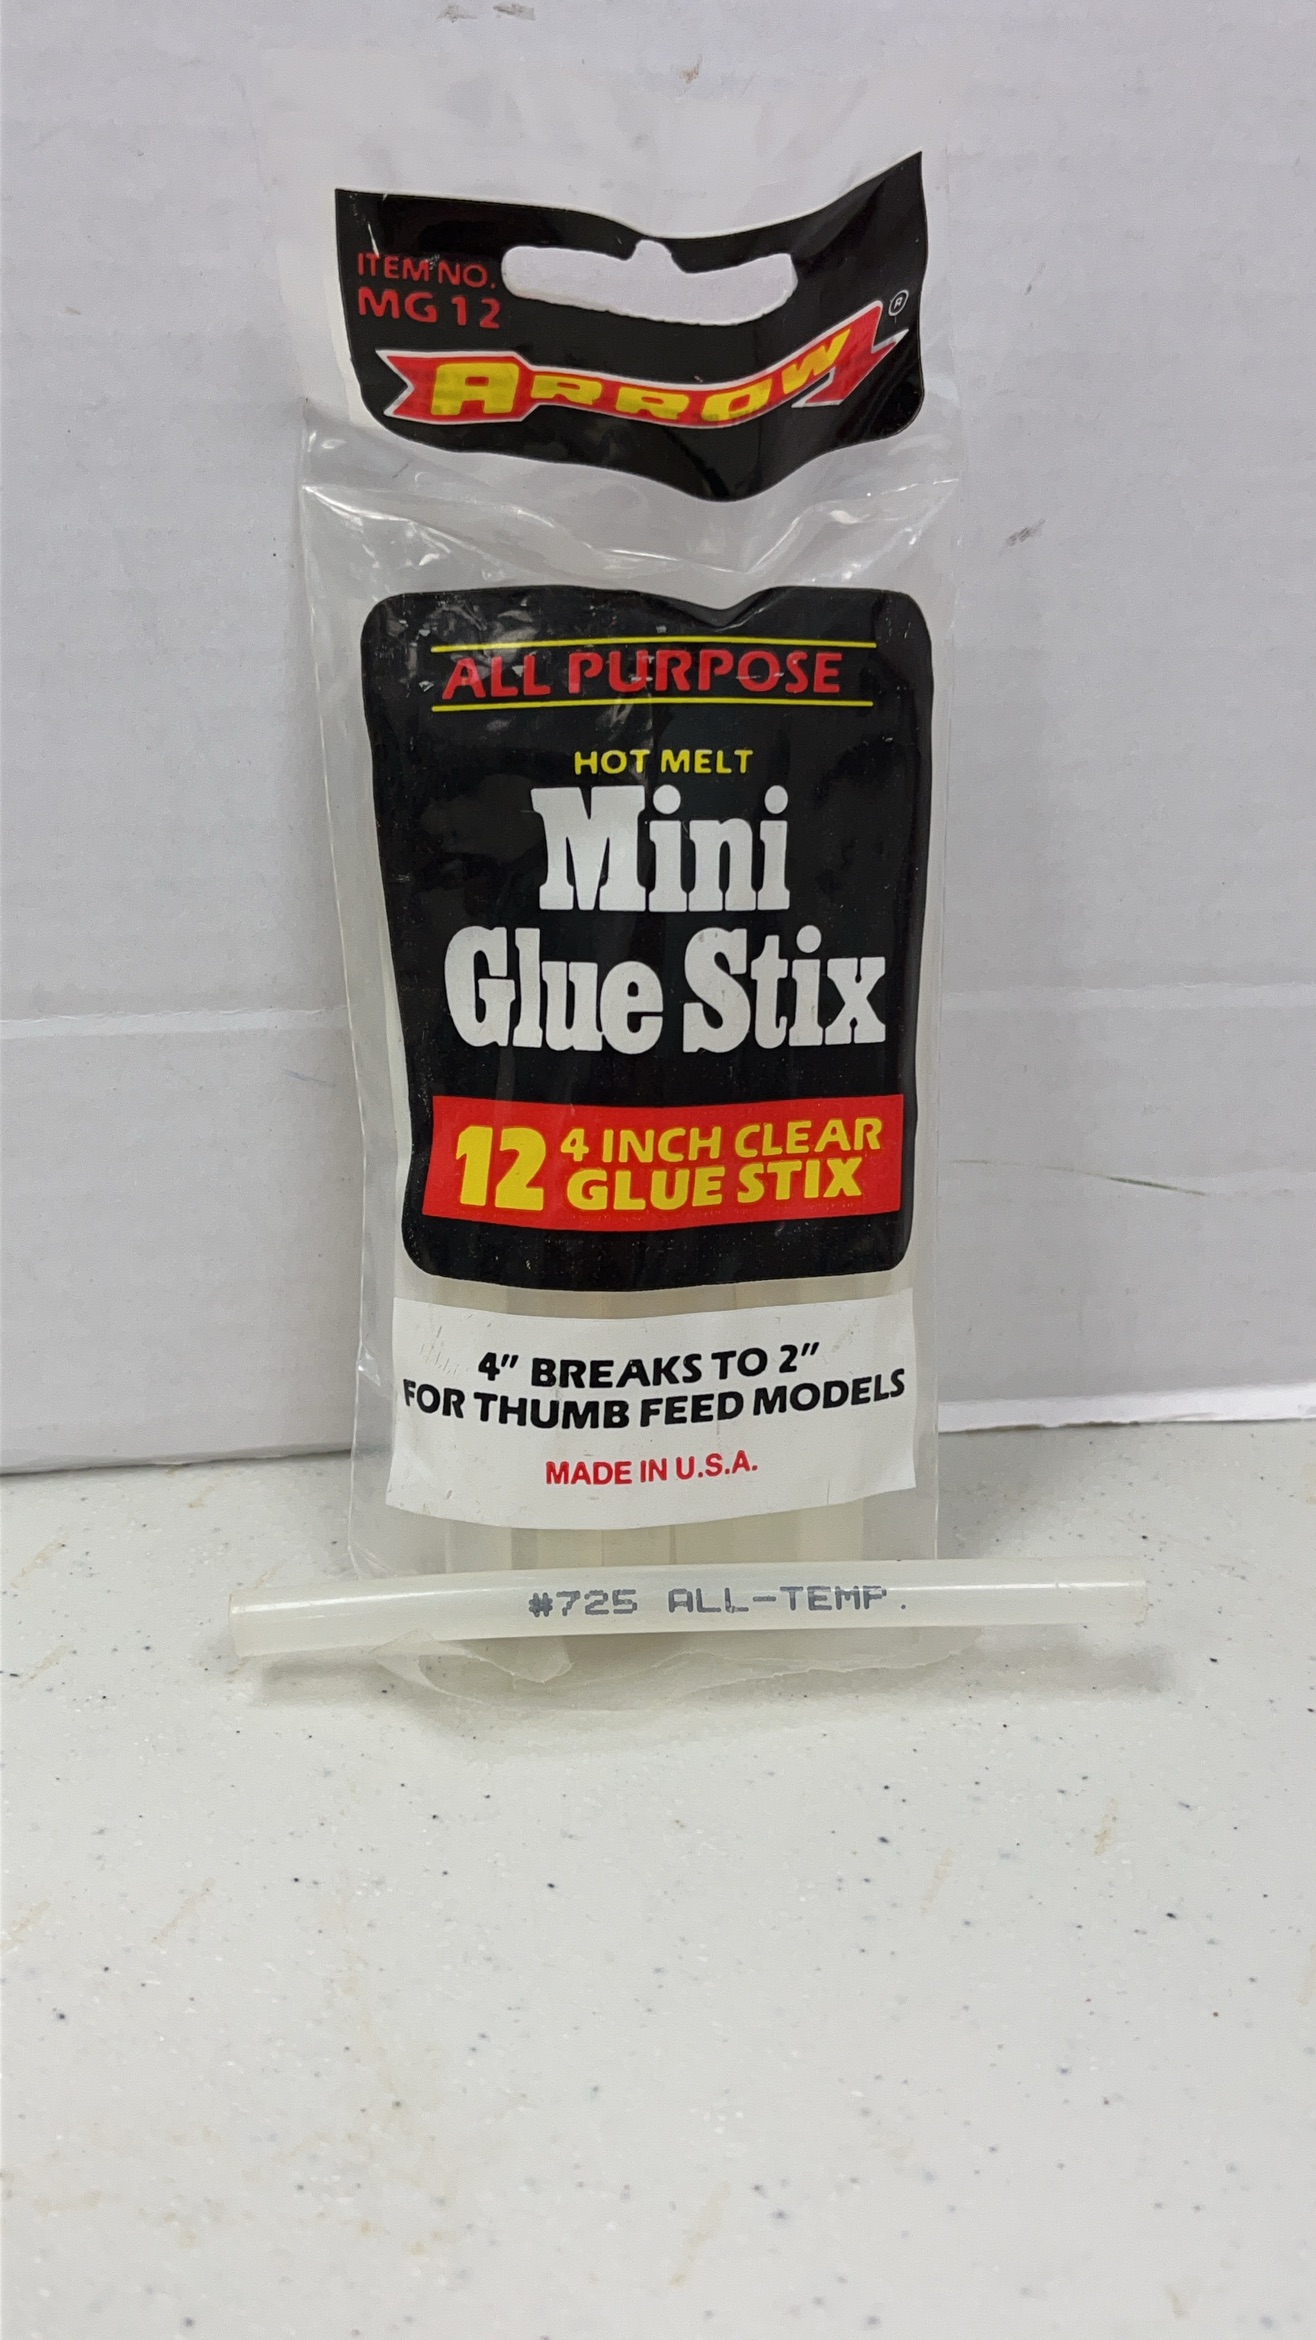 ITEM NO.
MG12
ARROW®
ALL PURPOSE
HOT MELT
Mini
Glue Stix
12 4 INCH CLEAR
GLUE STIX
4" BREAKS TO 2"
FOR THUMB FEED MODELS
MADE IN U.S.A.
#725 ALL-TEMP.